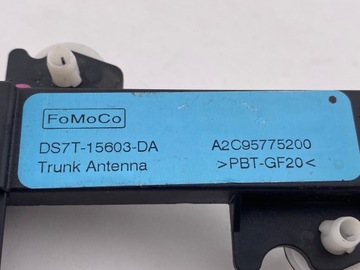 FoMoCo
DS7T-15603-DA A2C95775200
Trunk Antenna >PBT-GF20<